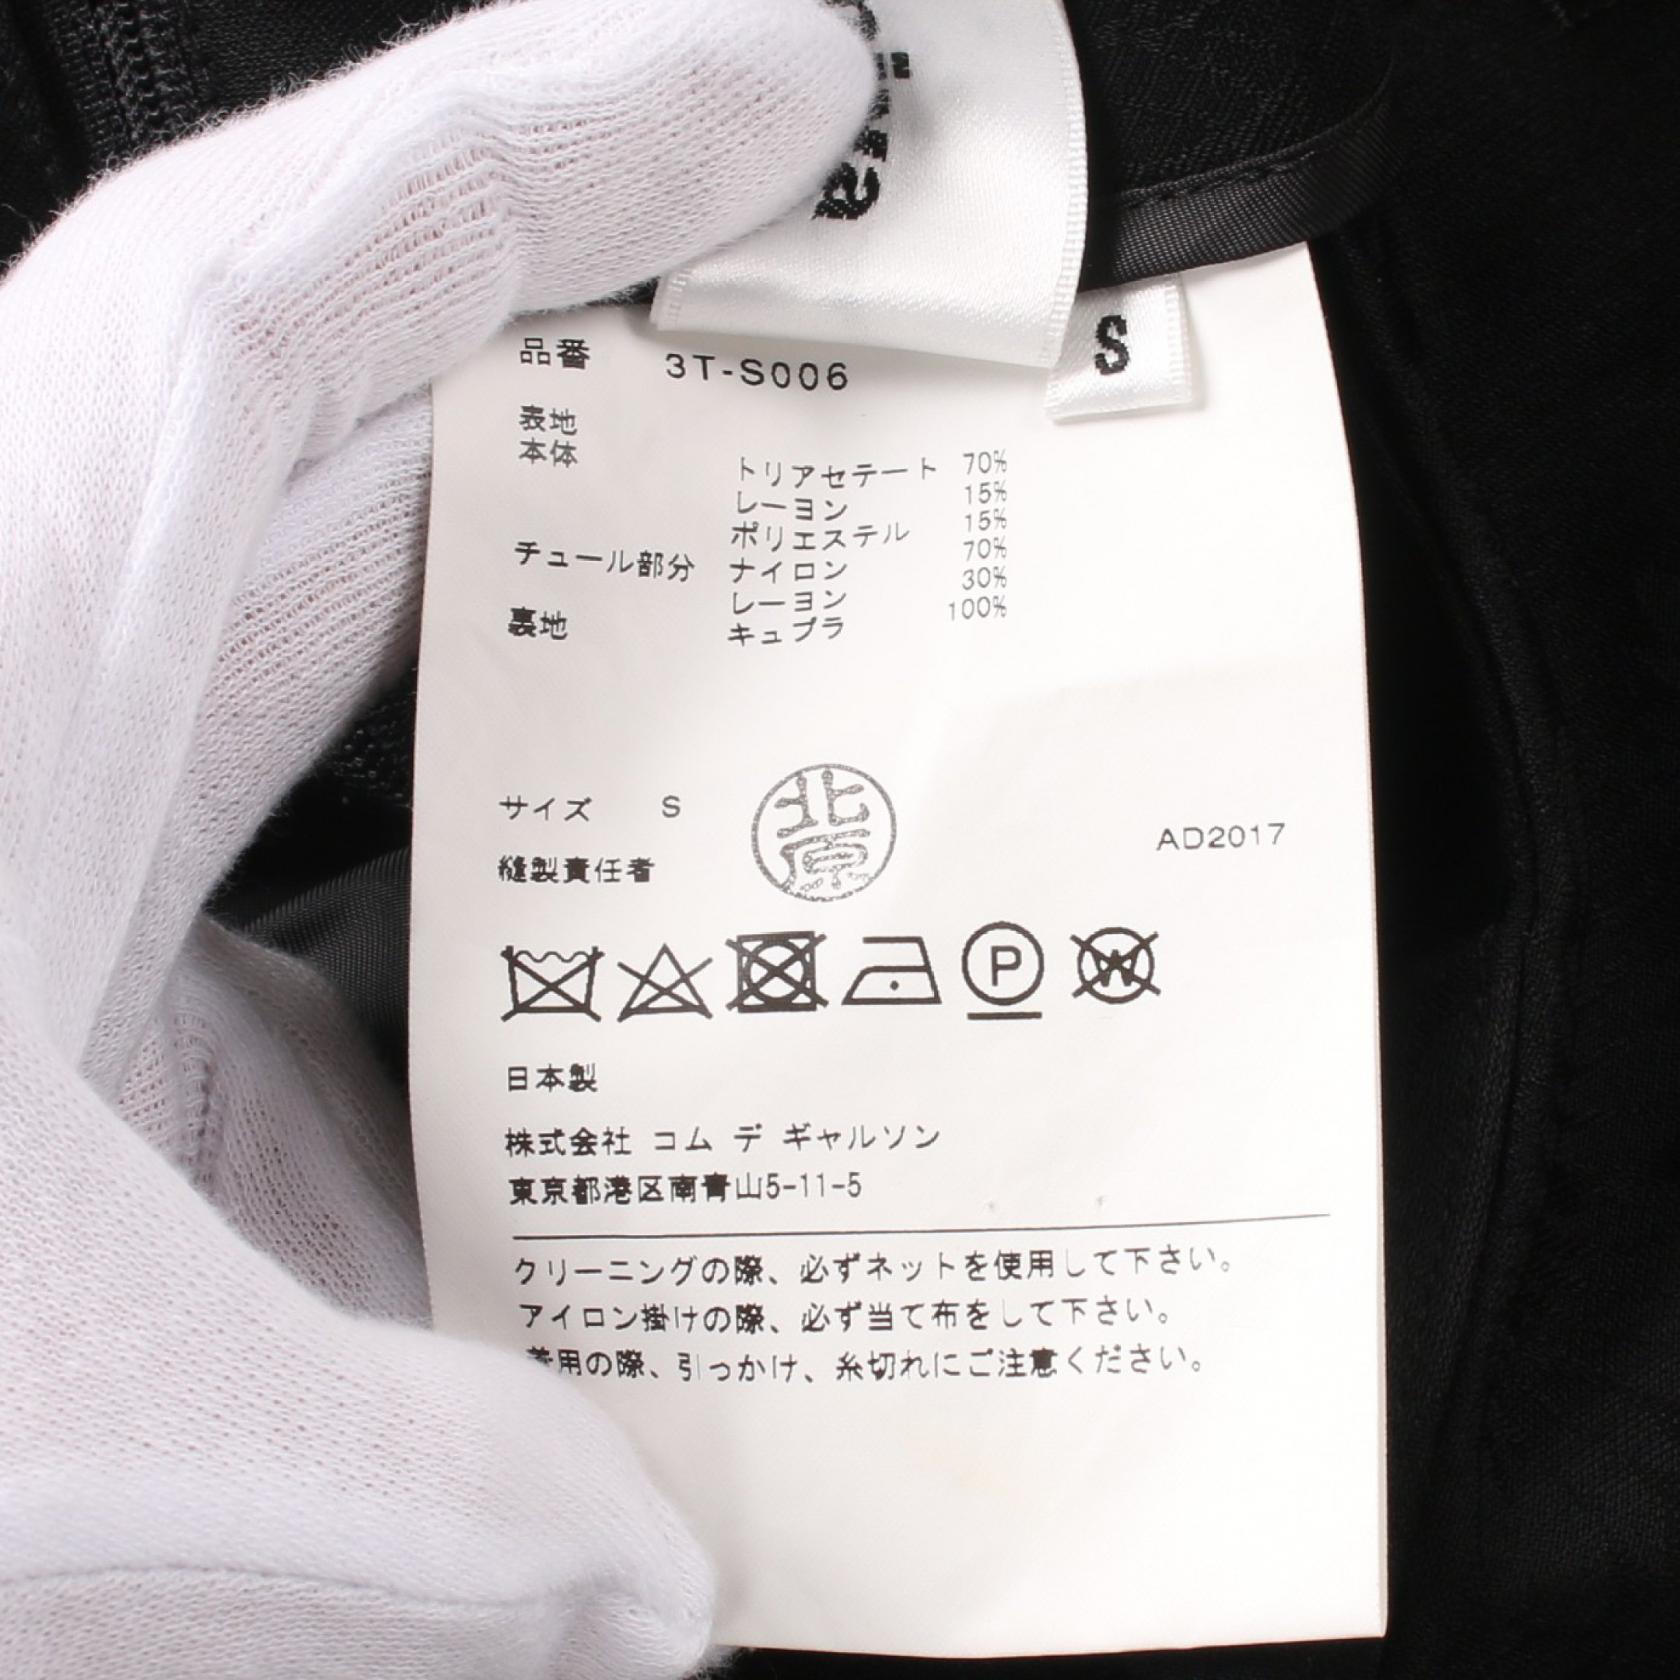 S
品番 3T-S006
表地
本体 トリアセテート 70%
レーヨン 15%
ポリエステル 15%
チュール部分 ナイロン 70%
レーヨン 30%
裏地 キュプラ 100%
サイズ S
北原
AD2017
縫製責任者
P W
日本製
株式会社 コム デ ギャルソン
東京都港区南青山5-11-5
クリーニングの際、必ずネットを使用して下さい。
アイロン掛けの際、必ず当て布をして下さい。
着用の際、引っかけ、糸切れにご注意ください。